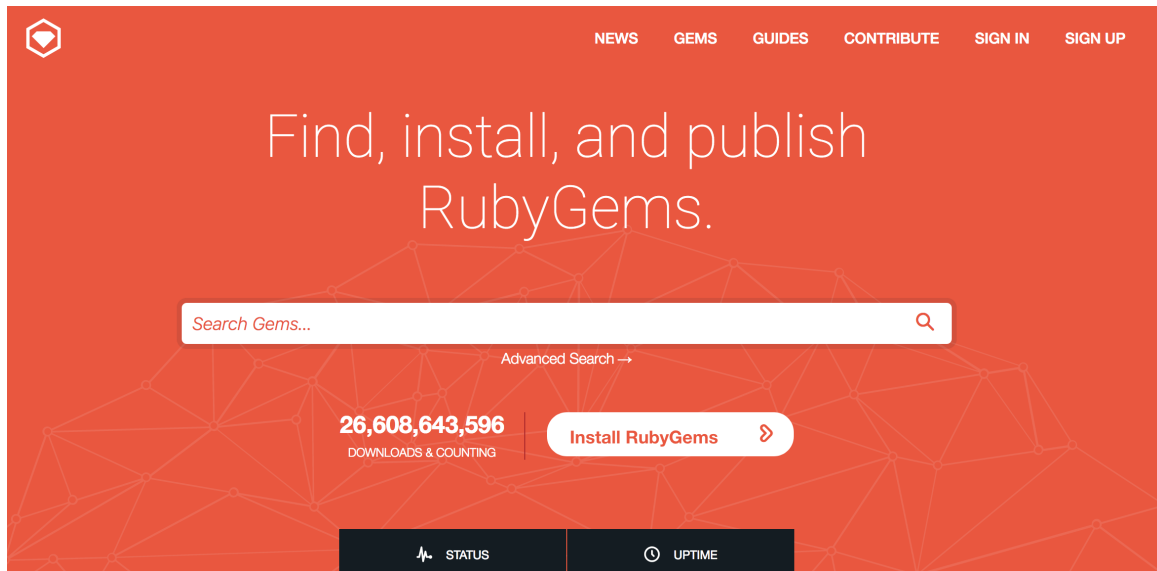 NEWS GEMS GUIDES CONTRIBUTE SIGN IN SIGN UP
Find, install, and publish
RubyGems.
Search Gems...
Advanced Search →
26,608,643,596
DOWNLOADS & COUNTING
Install RubyGems
STATUS UPTIME